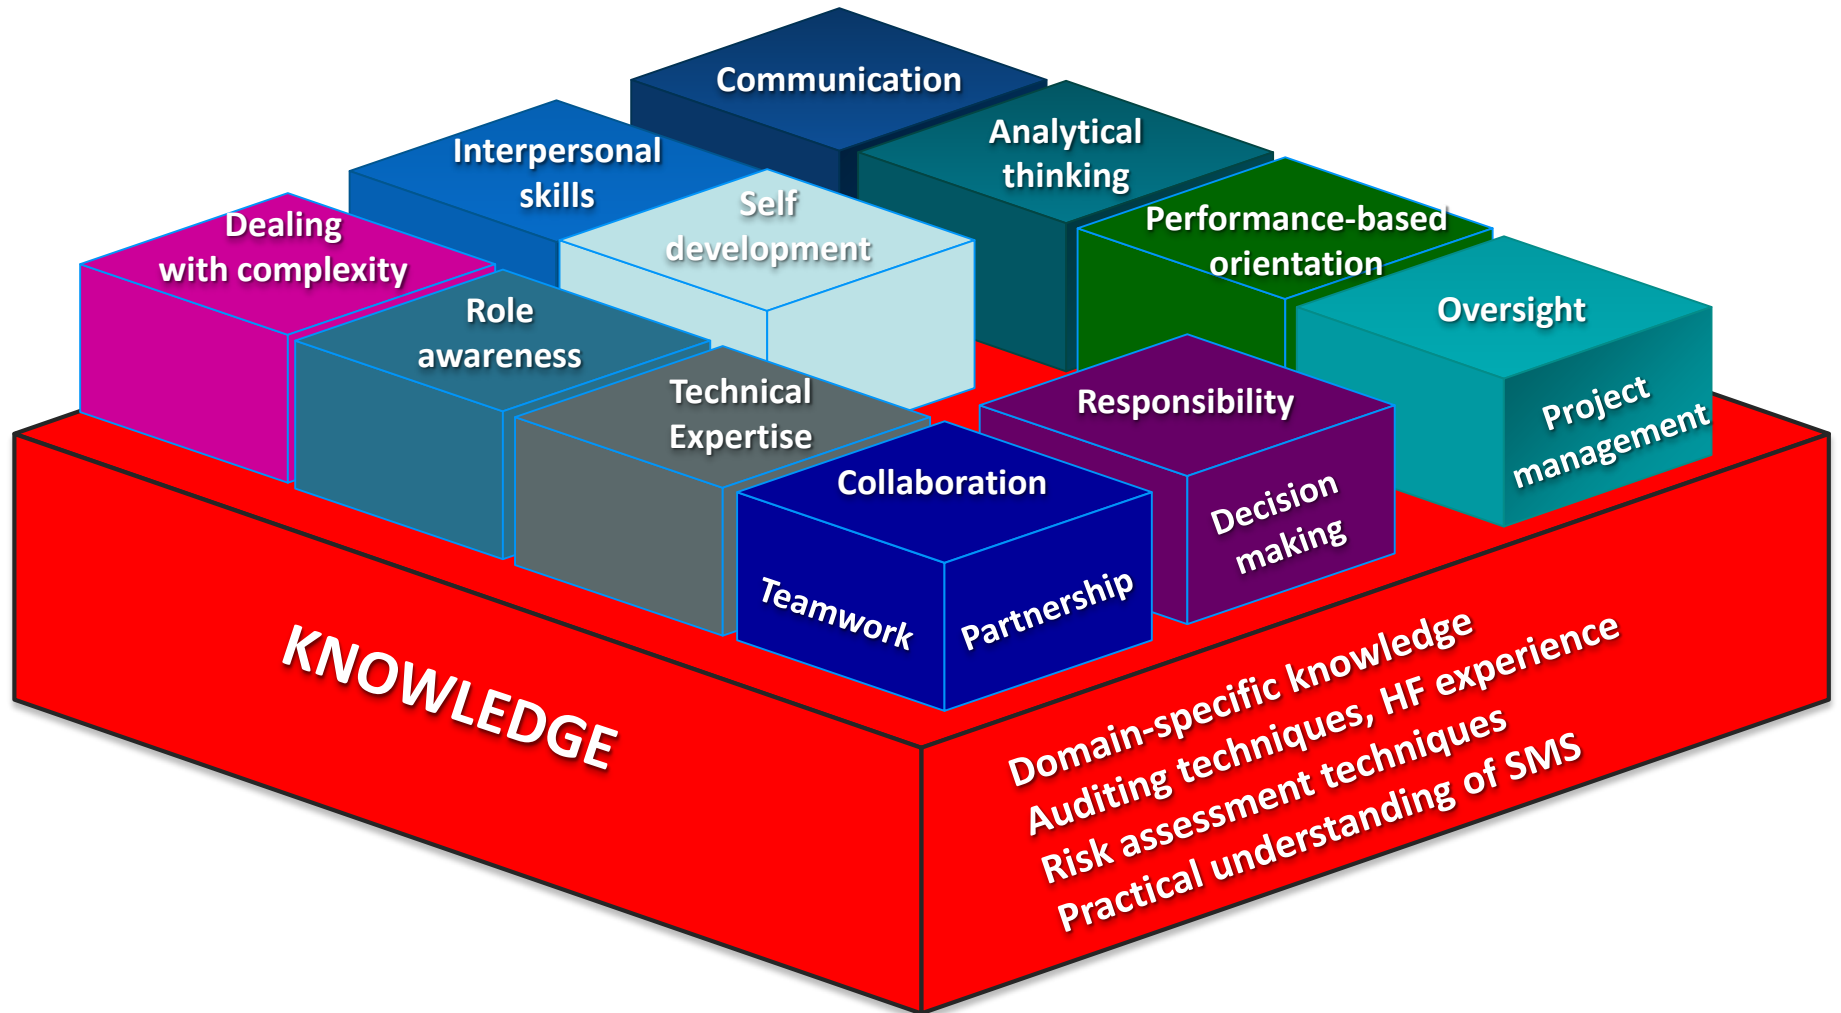 Communication
Analytical
thinking
Interpersonal
skills
Self
development
Performance-based
orientation
Dealing
with complexity
Role
awareness
Oversight
Project
management
Technical
Expertise
Responsibility
Decision
making
Collaboration
Teamwork
Partnership
KNOWLEDGE
Domain-specific knowledge
Auditing techniques, HF experience
Risk assessment techniques
Practical understanding of SMS